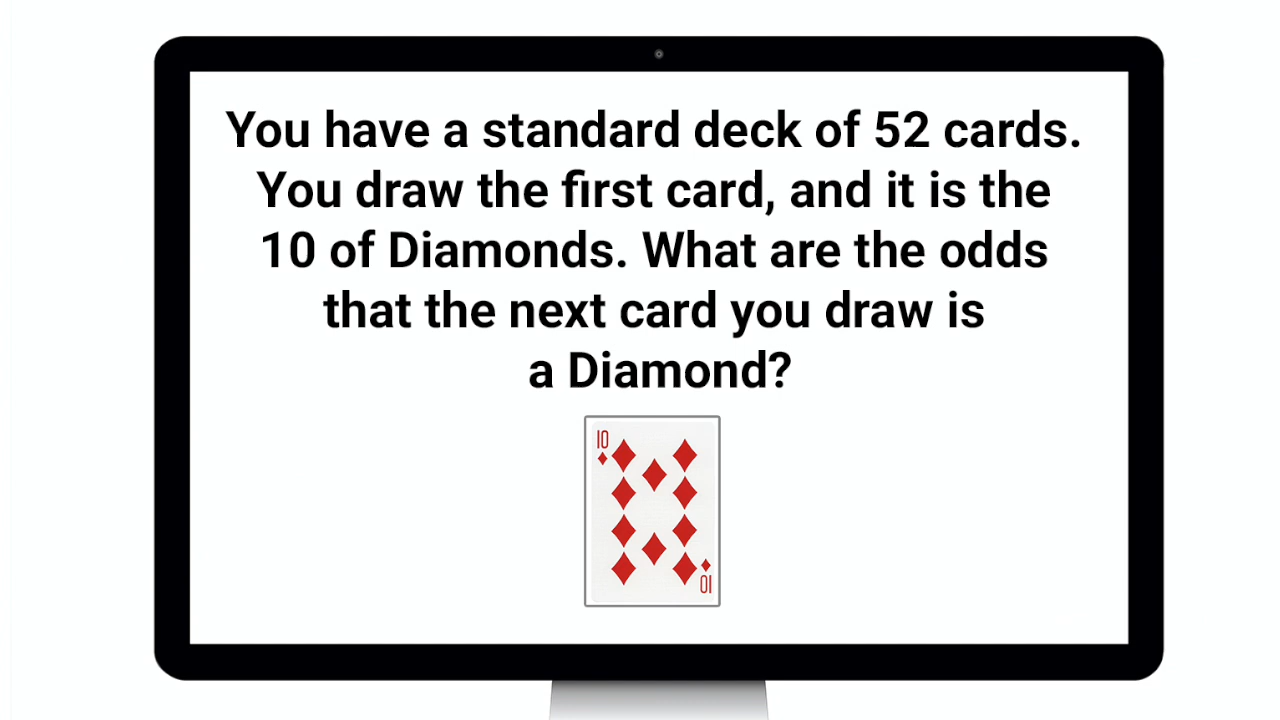 You have a standard deck of 52 cards.
You draw the first card, and it is the
10 of Diamonds. What are the odds
that the next card you draw is
a Diamond?
10
10